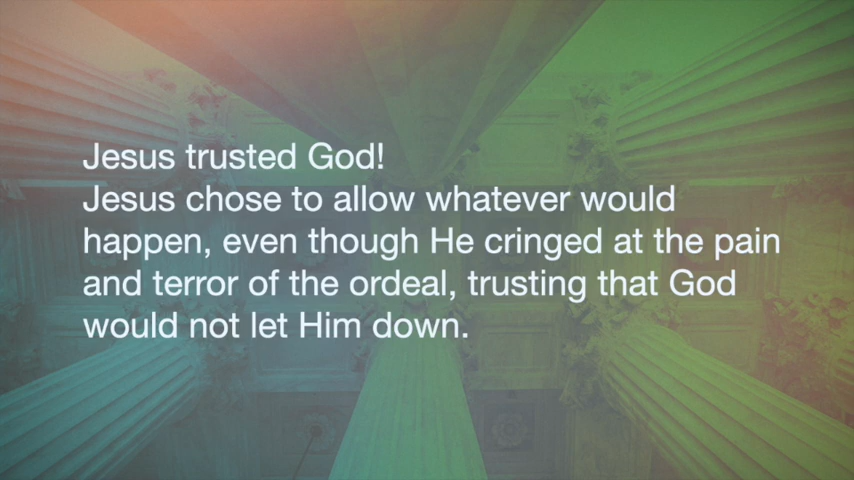 Jesus trusted God!
Jesus chose to allow whatever would
happen, even though He cringed at the pain
and terror of the ordeal, trusting that God
would not let Him down.